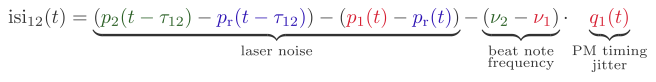 isi₁₂(t) = (p₂(t − τ₁₂) − pᵣ(t − τ₁₂)) − (p₁(t) − pᵣ(t)) − (ν₂ − ν₁) · q₁(t)
laser noise beat note PM timing
frequency jitter